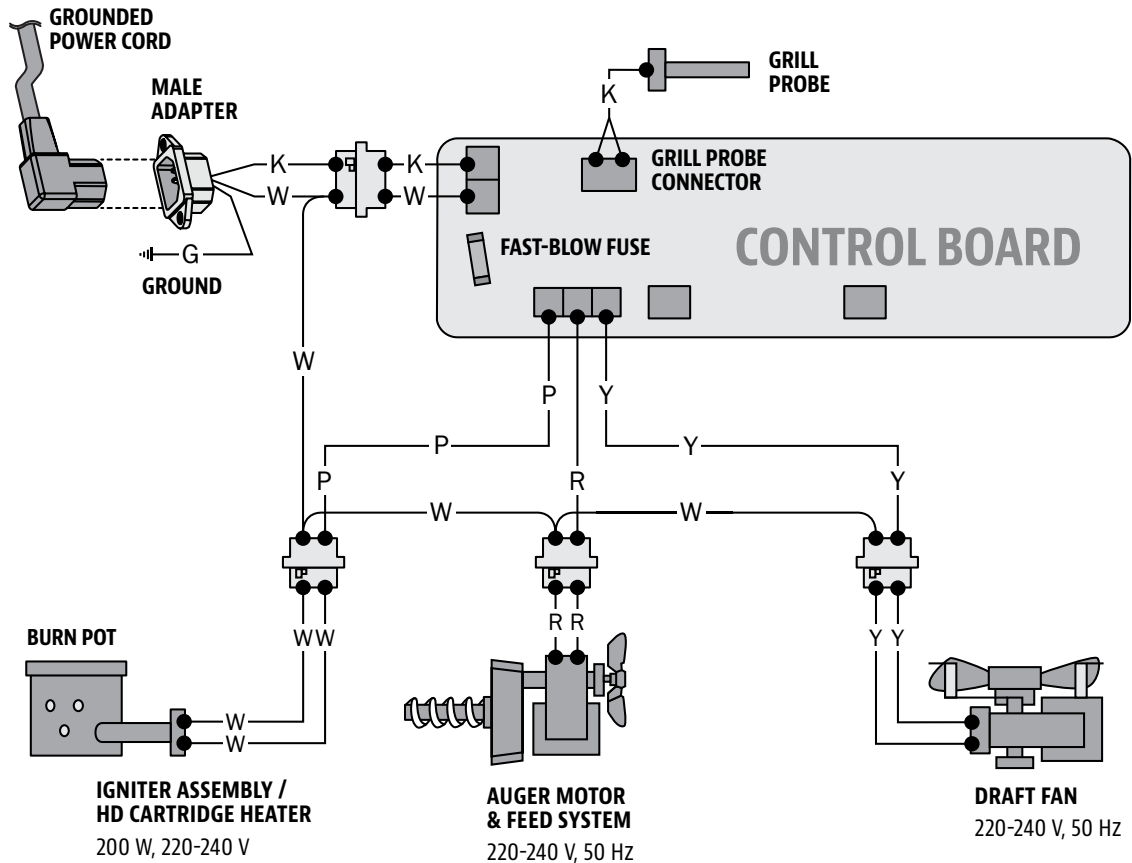 GROUNDED
POWER CORD
MALE
ADAPTER
GRILL
PROBE
K
GRILL PROBE
CONNECTOR
K
K
W
W
G
GROUND
FAST-BLOW FUSE
CONTROL BOARD
W
P
Y
P
Y
P
R
Y
W
W
BURN POT
W W
R R
Y Y
W
W
IGNITER ASSEMBLY /
HD CARTRIDGE HEATER
200 W, 220-240 V
AUGER MOTOR
& FEED SYSTEM
220-240 V, 50 Hz
DRAFT FAN
220-240 V, 50 Hz